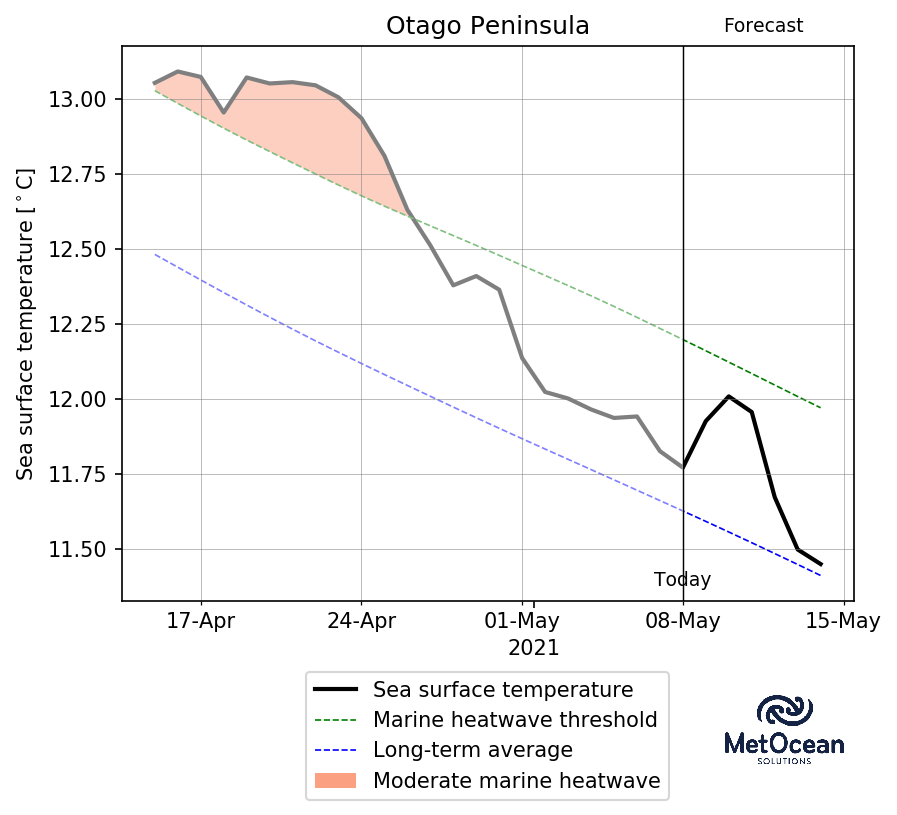 Otago Peninsula
Forecast
Sea surface temperature [°C]
13.00
12.75
12.50
12.25
12.00
11.75
11.50
Today
17-Apr 24-Apr 01-May 08-May 15-May
2021
Sea surface temperature
Marine heatwave threshold
Long-term average
Moderate marine heatwave
MetOcean
SOLUTIONS